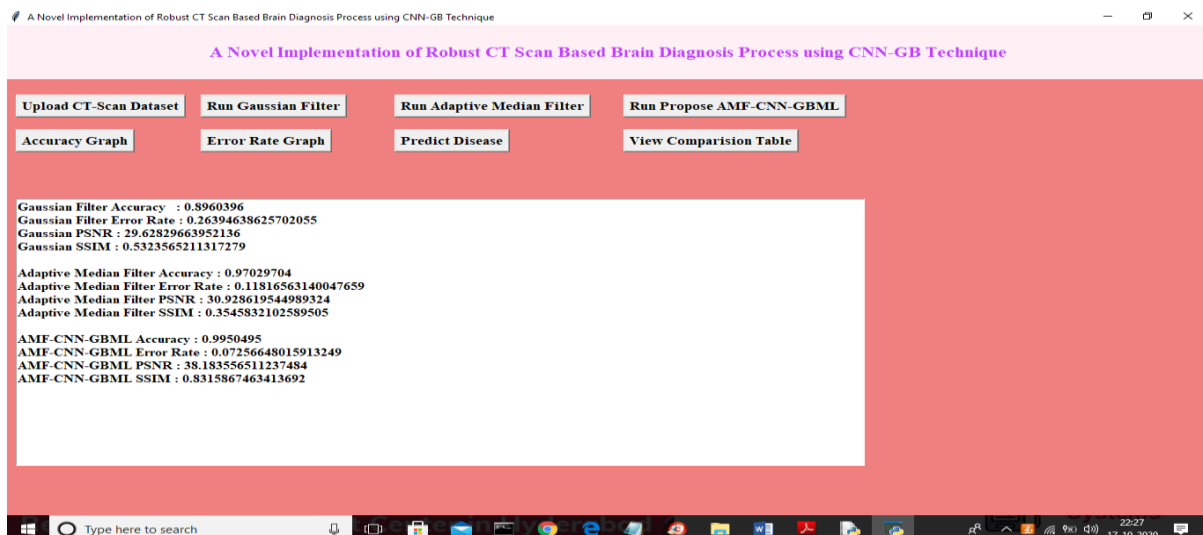 A Novel Implementation of Robust CT Scan Based Brain Diagnosis Process using CNN-GB Technique
A Novel Implementation of Robust CT Scan Based Brain Diagnosis Process using CNN-GB Technique
Upload CT-Scan Dataset Run Gaussian Filter Run Adaptive Median Filter Run Propose AMF-CNN-GBML
Accuracy Graph Error Rate Graph Predict Disease View Comparision Table
Gaussian Filter Accuracy : 0.8960396
Gaussian Filter Error Rate : 0.26394638625702055
Gaussian PSNR : 29.62829663952136
Gaussian SSIM : 0.5323565211317279
Adaptive Median Filter Accuracy : 0.97029704
Adaptive Median Filter Error Rate : 0.11816563140047659
Adaptive Median Filter PSNR : 30.928619544989324
Adaptive Median Filter SSIM : 0.3545832102589505
AMF-CNN-GBML Accuracy : 0.9950495
AMF-CNN-GBML Error Rate : 0.07256648015913249
AMF-CNN-GBML PSNR : 38.183556511237484
AMF-CNN-GBML SSIM : 0.8315867463413692
Type here to search
22:27
17-10-2020